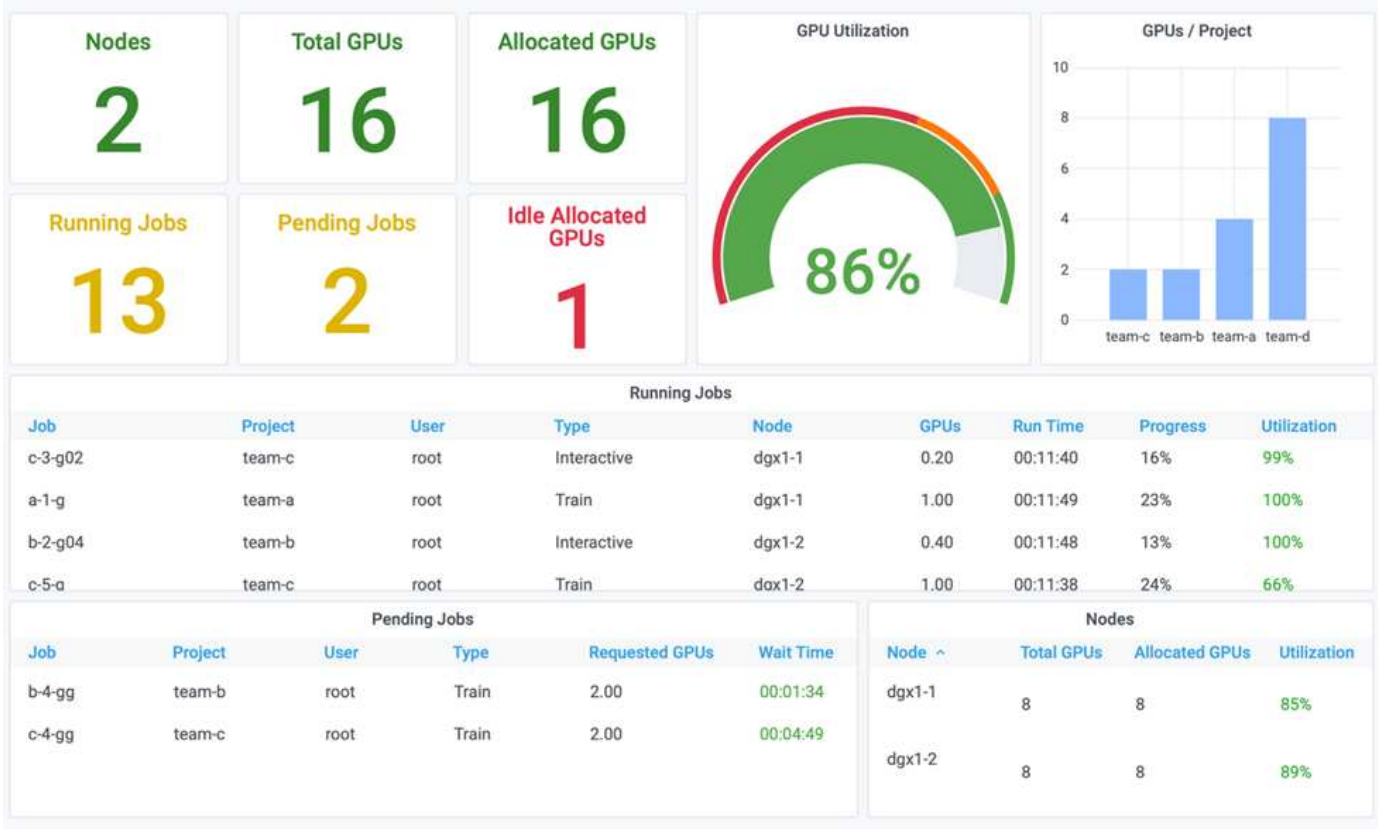 Nodes
2
Total GPUs
16
Allocated GPUs
16
Running Jobs
13
Pending Jobs
2
Idle Allocated
GPUs
1
GPU Utilization
86%
GPUs / Project
10
8
6
4
2
0
team-c team-b team-a team-d
Running Jobs
Job Project User Type Node GPUs Run Time Progress Utilization
c-3-g02 team-c root Interactive dgx1-1 0.20 00:11:40 16% 99%
a-1-g team-a root Train dgx1-1 1.00 00:11:49 23% 100%
b-2-g04 team-b root Interactive dgx1-2 0.40 00:11:48 13% 100%
c-5-g team-c root Train dgx1-2 1.00 00:11:38 24% 66%
Pending Jobs
Job Project User Type Requested GPUs Wait Time
b-4-gg team-b root Train 2.00 00:01:34
c-4-gg team-c root Train 2.00 00:04:49
Nodes
Node Total GPUs Allocated GPUs Utilization
dgx1-1 8 8 85%
dgx1-2 8 8 89%